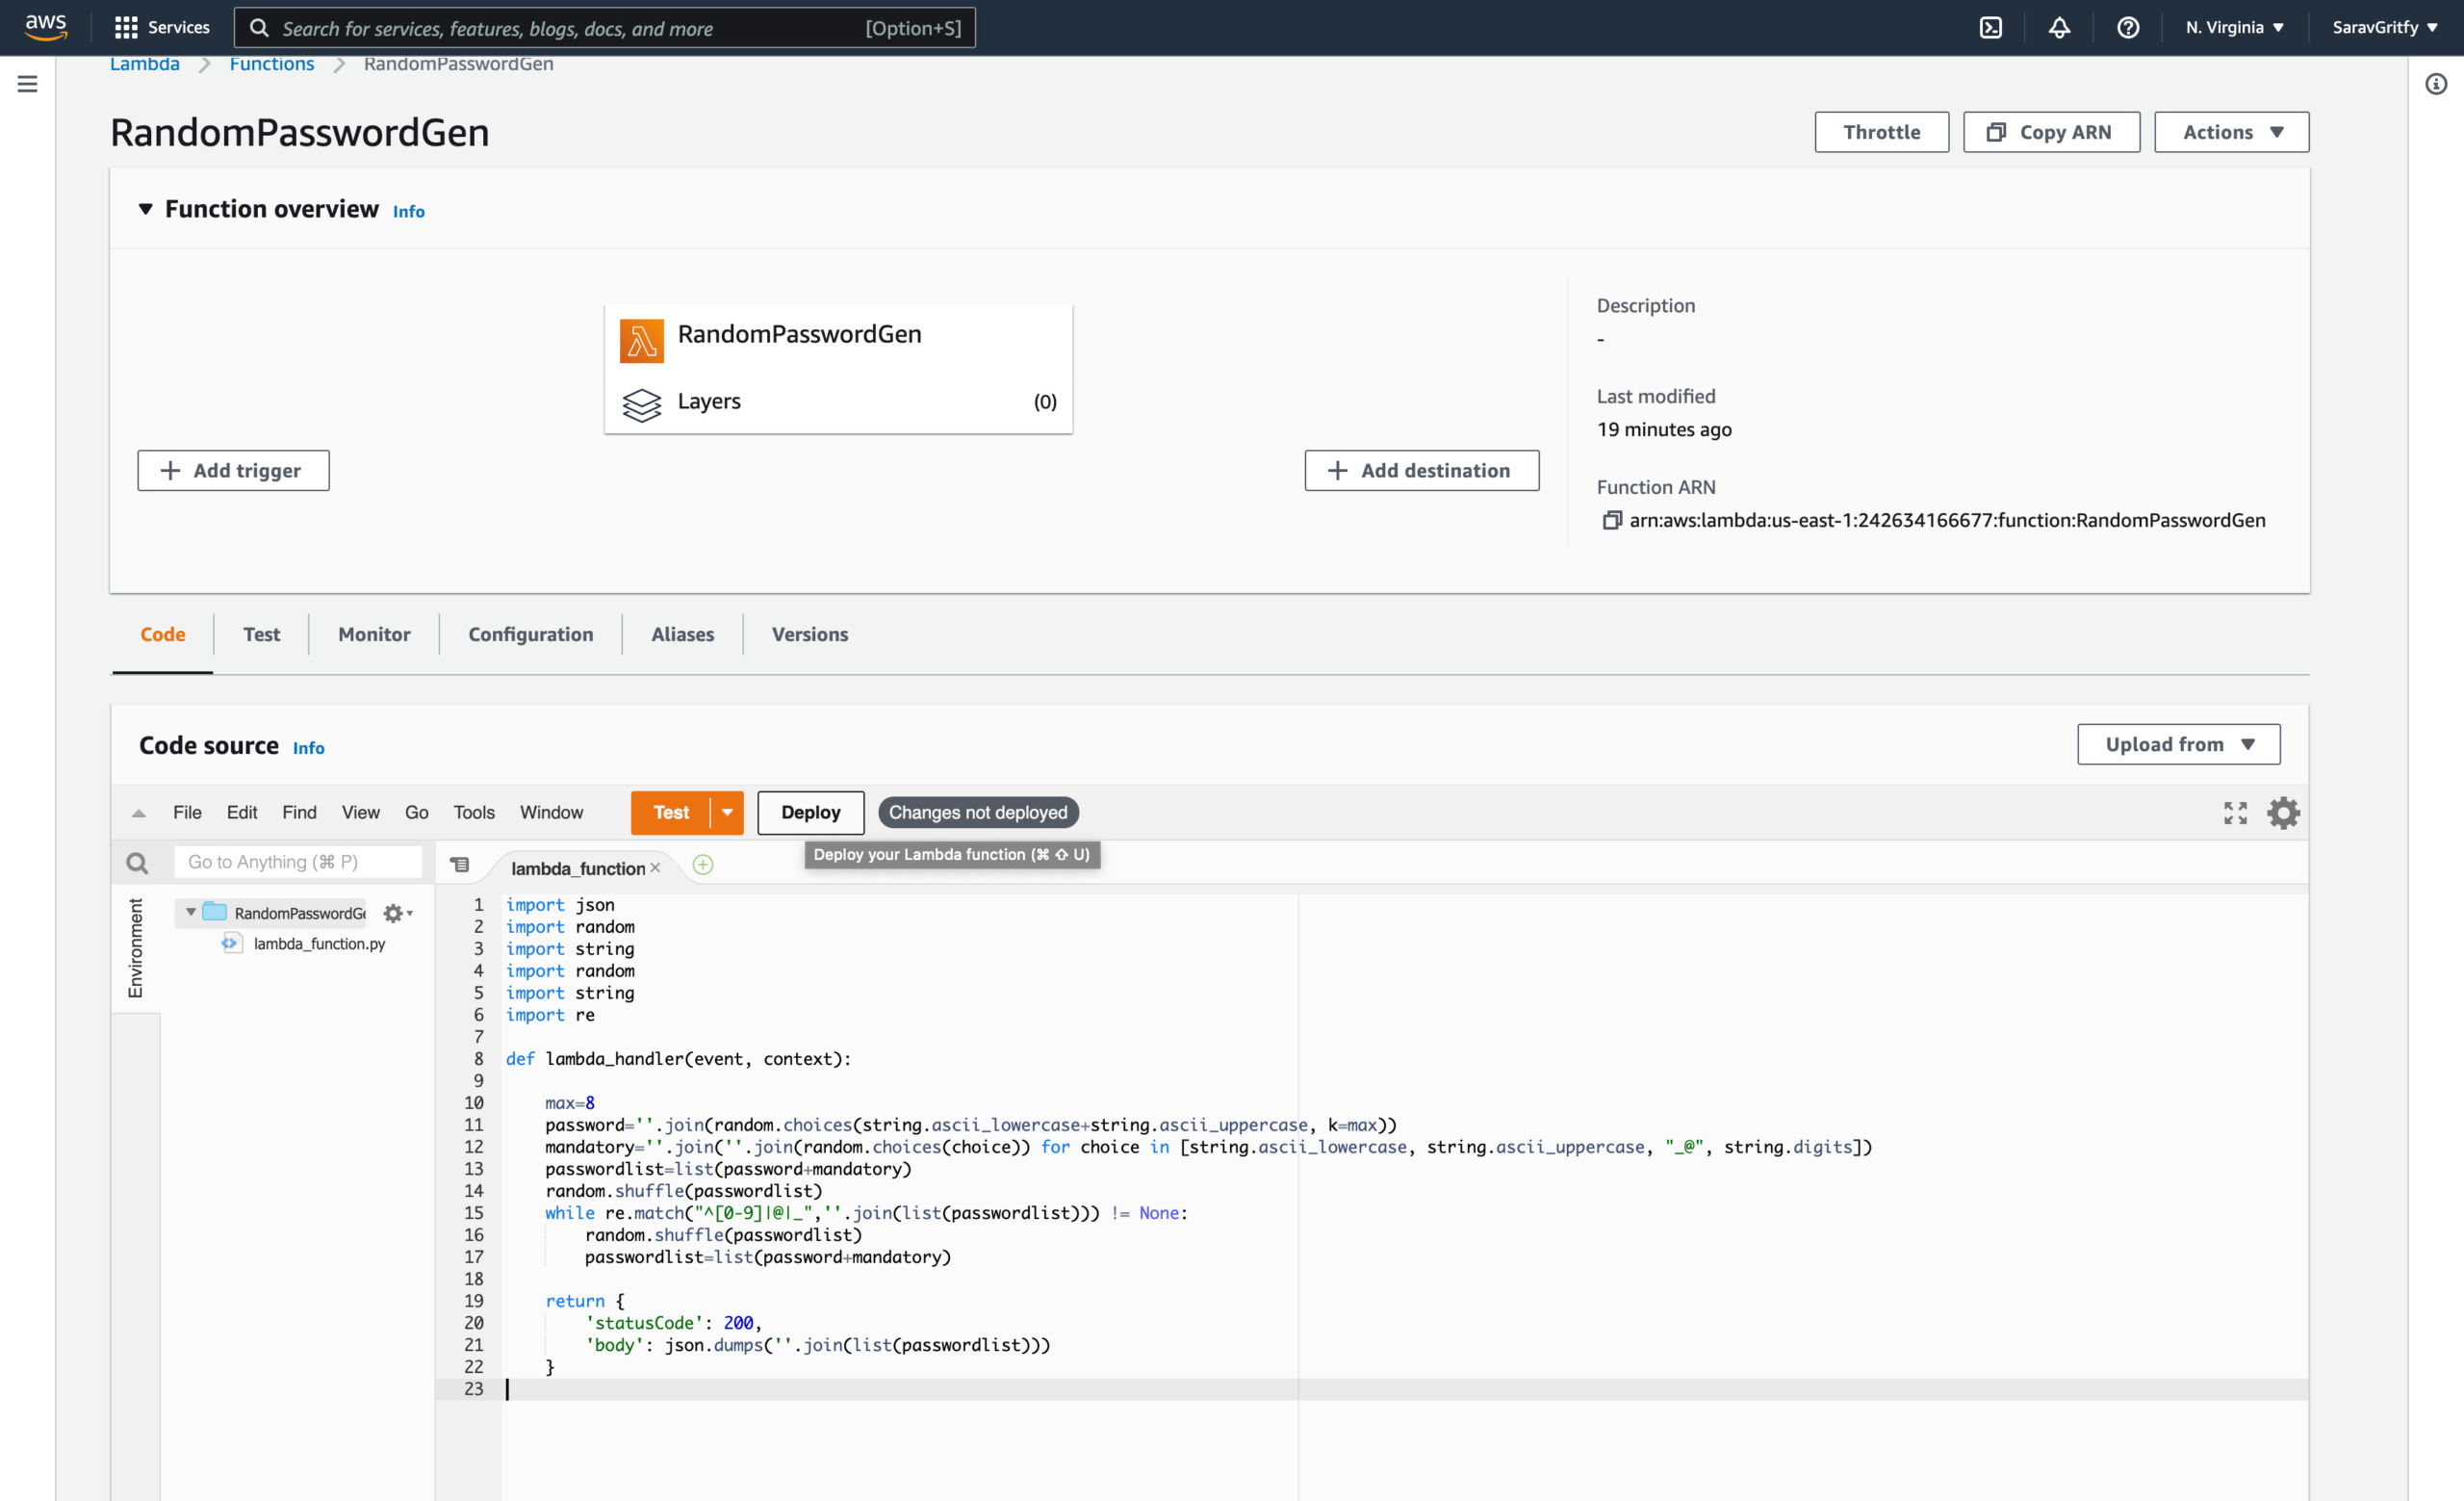 aws Services Search for services, features, blogs, docs, and more [Option+S] N. Virginia ▼ SaravGritfy ▼
Lambda > Functions > RandomPasswordGen
RandomPasswordGen
Throttle Copy ARN Actions ▼
▼ Function overview Info
RandomPasswordGen
Layers (0)
+ Add trigger
+ Add destination
Description
-
Last modified
19 minutes ago
Function ARN
arn:aws:lambda:us-east-1:242634166677:function:RandomPasswordGen
Code Test Monitor Configuration Aliases Versions
Code source Info
Upload from ▼
File Edit Find View Go Tools Window Test Deploy Changes not deployed
Deploy your Lambda function (⌘ ⇧ U)
Go to Anything (⌘ P)
lambda_function ×
Environment
RandomPasswordGe
lambda_function.py
1 import json
2 import random
3 import string
4 import random
5 import string
6 import re
7
8 def lambda_handler(event, context):
9
10     max=8
11     password=''.join(random.choices(string.ascii_lowercase+string.ascii_uppercase, k=max))
12     mandatory=''.join(''.join(random.choices(choice)) for choice in [string.ascii_lowercase, string.ascii_uppercase, "_@", string.digits])
13     passwordlist=list(password+mandatory)
14     random.shuffle(passwordlist)
15     while re.match("^[0-9]|@|_",''.join(list(passwordlist))) != None:
16         random.shuffle(passwordlist)
17         passwordlist=list(password+mandatory)
18
19     return {
20         'statusCode': 200,
21         'body': json.dumps(''.join(list(passwordlist)))
22     }
23